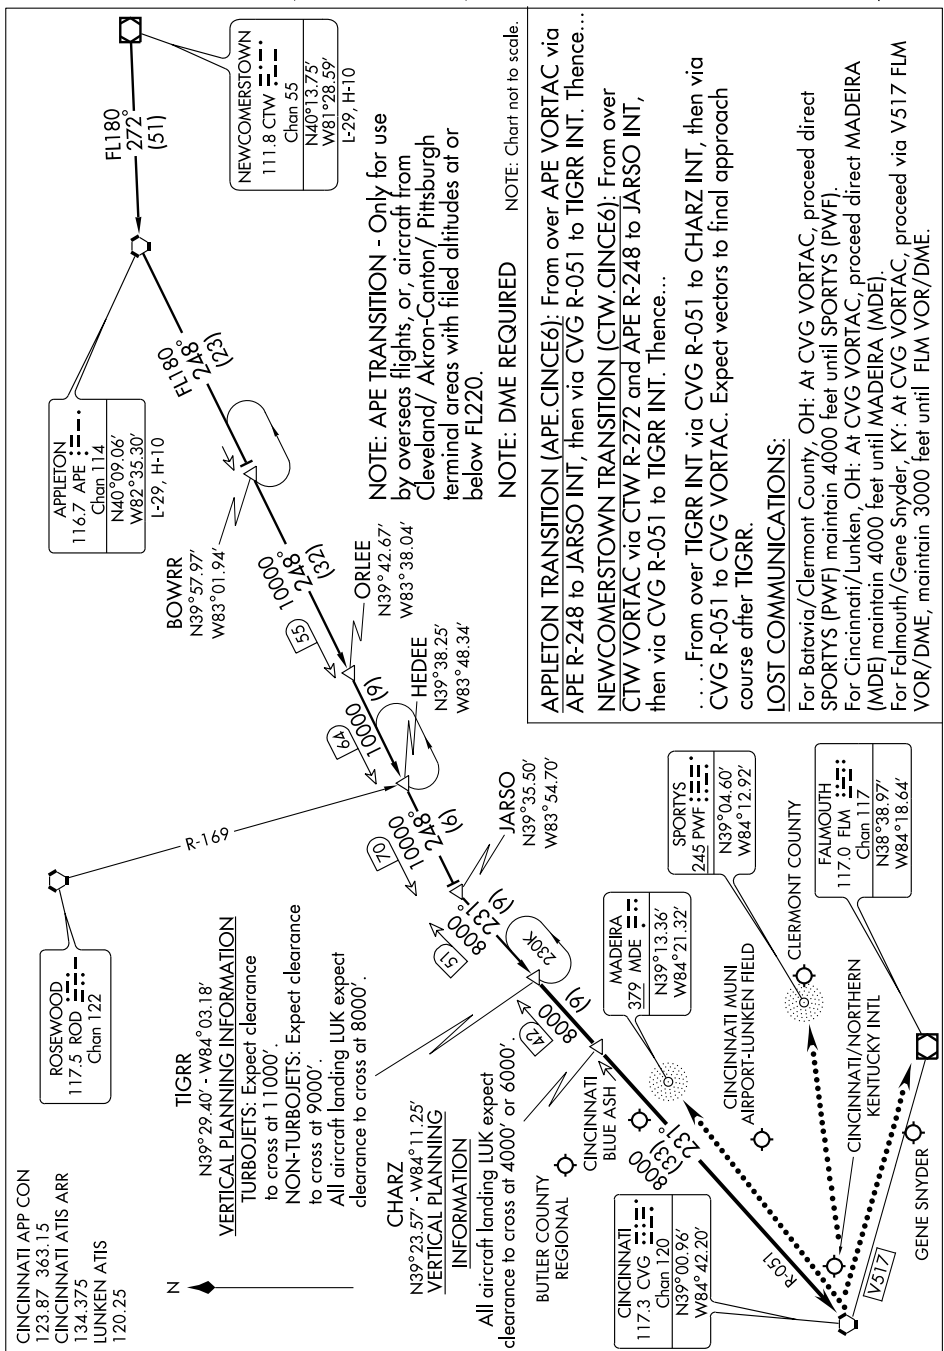 CINCINNATI APP CON
123.87 363.15
CINCINNATI ATIS ARR
134.375
LUNKEN ATIS
120.25
N
ROSEWOOD
117.5 ROD
Chan 122
R-169
TIGRR
N39°29.40' - W84°03.18'
VERTICAL PLANNING INFORMATION
TURBOJETS: Expect clearance
to cross at 11000'.
NON-TURBOJETS: Expect clearance
to cross at 9000'.
All aircraft landing LUK expect
clearance to cross at 8000'.
CHARZ
N39°23.57' - W84°11.25'
VERTICAL PLANNING
INFORMATION
All aircraft landing LUK expect
clearance to cross at 4000' or 6000'.
BUTLER COUNTY
REGIONAL
CINCINNATI
BLUE ASH
CINCINNATI
117.3 CVG
Chan 120
N39°00.96'
W84°42.20'
R-051
8000
231°
(33)
42
8000
(9)
230K
51
8000
231°
(9)
JARSO
N39°35.50'
W83°54.70'
70
10000
248°
(6)
HEDEE
N39°38.25'
W83°48.34'
64
10000
(9)
ORLEE
N39°42.67'
W83°38.04'
55
10000
248°
(32)
BOWRR
N39°57.97'
W83°01.94'
FL180
248°
(23)
APPLETON
116.7 APE
Chan 114
N40°09.06'
W82°35.30'
L-29, H-10
FL180
272°
(51)
NEWCOMERSTOWN
111.8 CTW
Chan 55
N40°13.75'
W81°28.59'
L-29, H-10
NOTE: APE TRANSITION - Only for use
by overseas flights, or, aircraft from
Cleveland/ Akron-Canton/ Pittsburgh
terminal areas with filed altitudes at or
below FL220.
NOTE: DME REQUIRED
NOTE: Chart not to scale.
MADEIRA
379 MDE
N39°13.36'
W84°21.32'
SPORTYS
245 PWF
N39°04.60'
W84°12.92'
CLERMONT COUNTY
CINCINNATI MUNI
AIRPORT-LUNKEN FIELD
CINCINNATI/NORTHERN
KENTUCKY INTL
FALMOUTH
117.0 FLM
Chan 117
N38°38.97'
W84°18.64'
V517
GENE SNYDER
APPLETON TRANSITION (APE.CINCE6): From over APE VORTAC via
APE R-248 to JARSO INT, then via CVG R-051 to TIGRR INT. Thence...
NEWCOMERSTOWN TRANSITION (CTW.CINCE6): From over
CTW VORTAC via CTW R-272 and APE R-248 to JARSO INT,
then via CVG R-051 to TIGRR INT. Thence...
. . . .From over TIGRR INT via CVG R-051 to CHARZ INT, then via
CVG R-051 to CVG VORTAC. Expect vectors to final approach
course after TIGRR.
LOST COMMUNICATIONS:
For Batavia/Clermont County, OH: At CVG VORTAC, proceed direct
SPORTYS (PWF) maintain 4000 feet until SPORTYS (PWF).
For Cincinnati/Lunken, OH: At CVG VORTAC, proceed direct MADEIRA
(MDE) maintain 4000 feet until MADEIRA (MDE).
For Falmouth/Gene Snyder, KY: At CVG VORTAC, proceed via V517 FLM
VOR/DME, maintain 3000 feet until FLM VOR/DME.